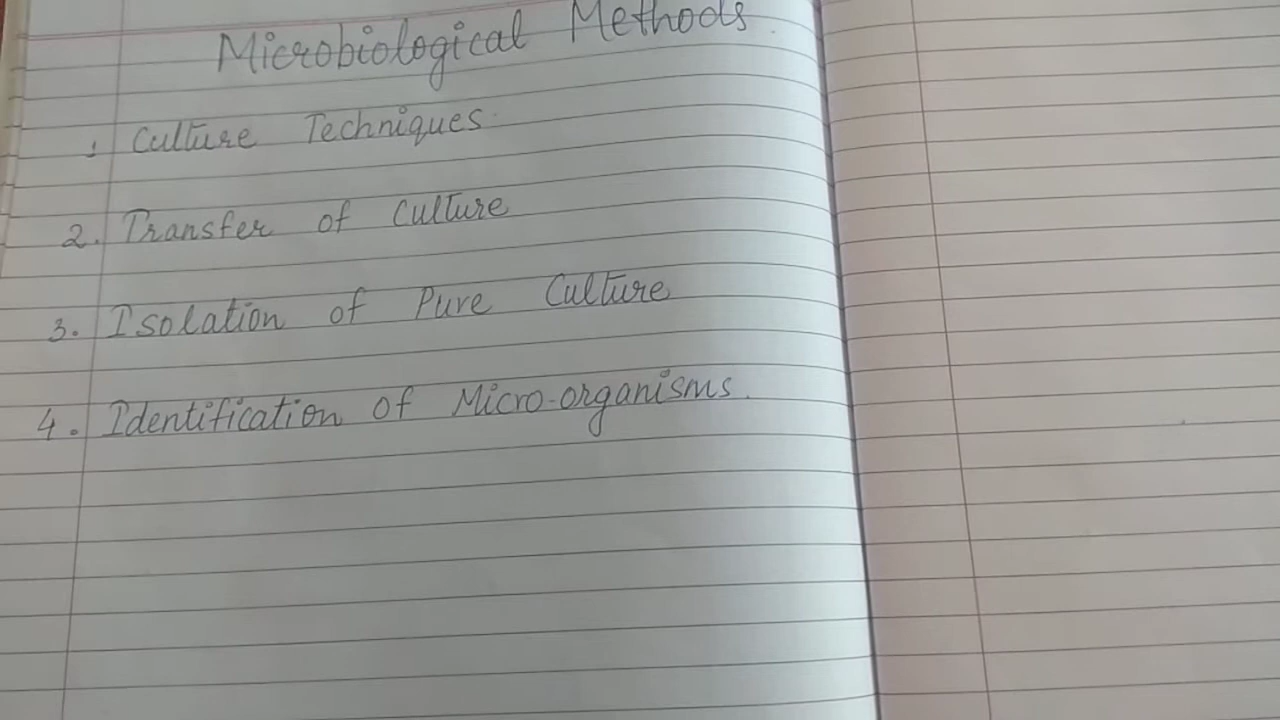 Microbiological Methods.
1 Culture Techniques.
2. Transfer of Culture
3. Isolation of Pure Culture
4. Identification of Micro-organisms.